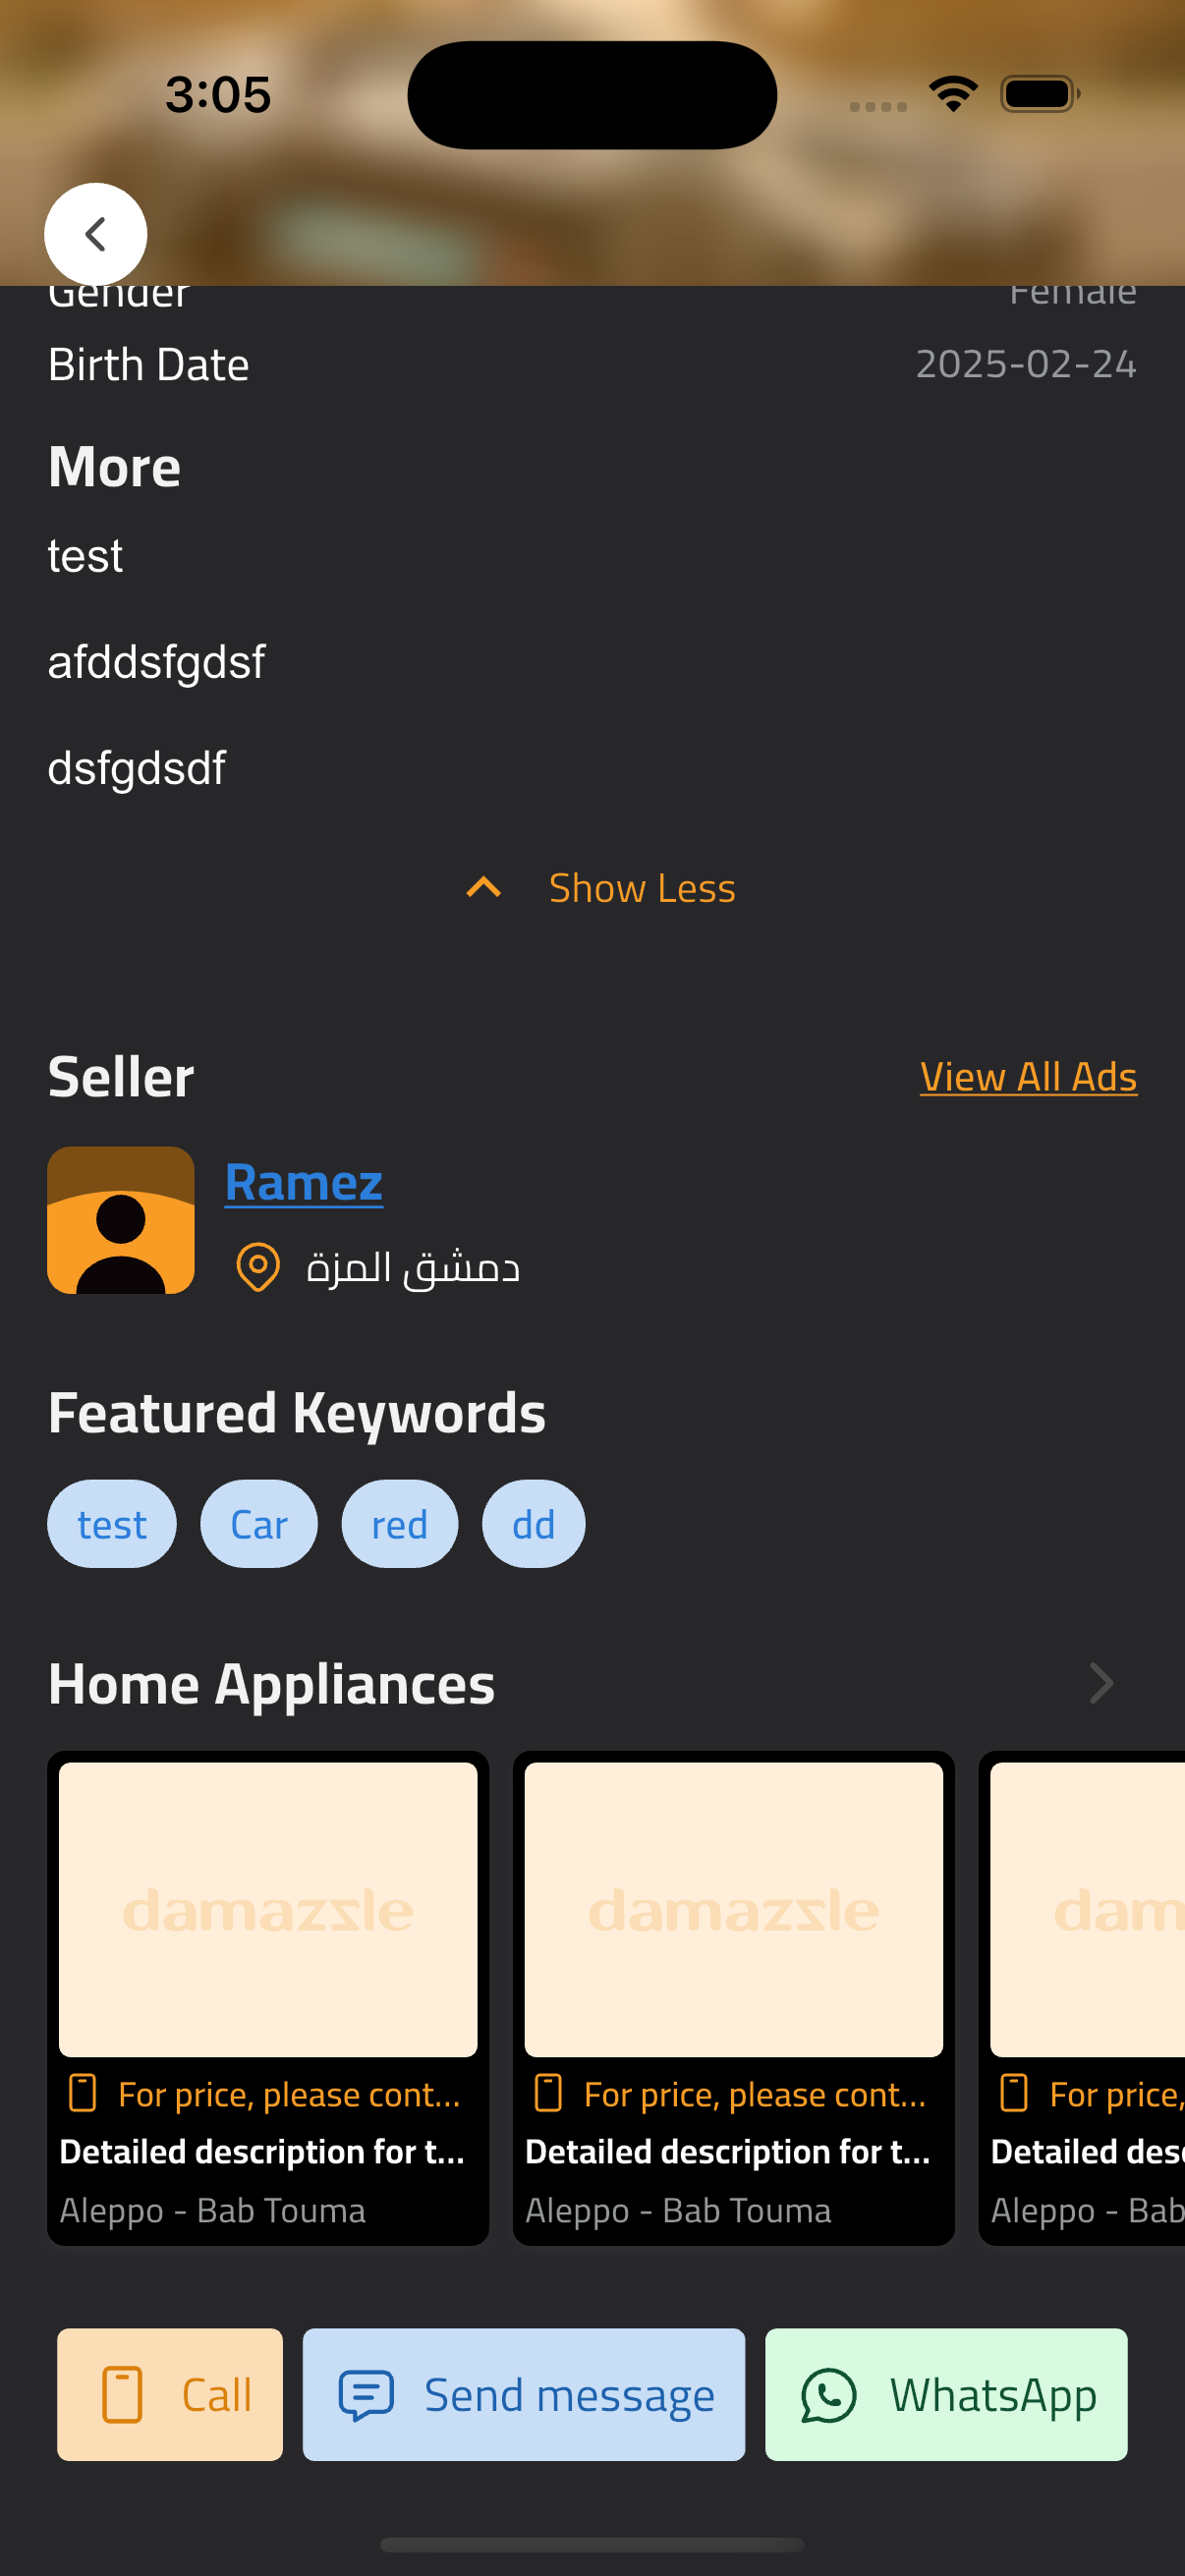 3:05
Gender Female
Birth Date 2025-02-24
More
test
afddsfgdsf
dsfgdsdf
Show Less
Seller View All Ads
Ramez
دمشق المزة
Featured Keywords
test Car red dd
Home Appliances
damazzle damazzle dam
For price, please cont... For price, please cont... For price,
Detailed description for t... Detailed description for t... Detailed des
Aleppo - Bab Touma Aleppo - Bab Touma Aleppo - Bab
Call Send message WhatsApp